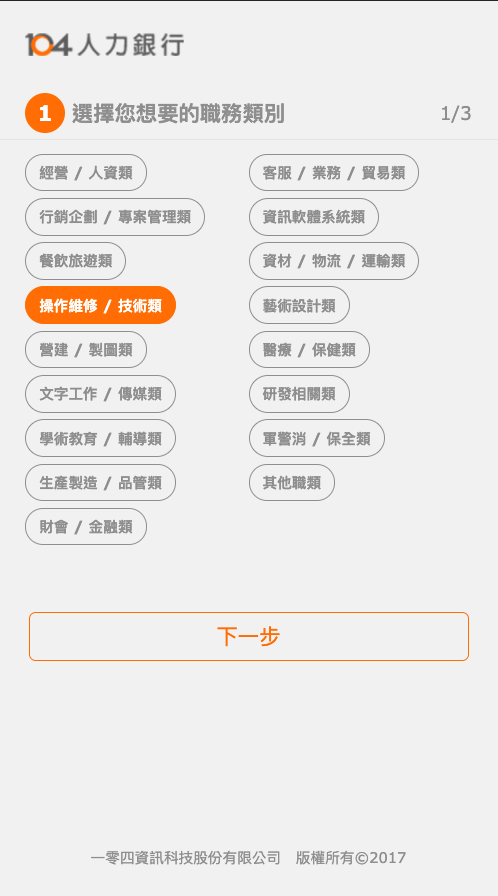 104人力銀行
1 選擇您想要的職務類別 1/3
經營 / 人資類
客服 / 業務 / 貿易類
行銷企劃 / 專案管理類
資訊軟體系統類
餐飲旅遊類
資材 / 物流 / 運輸類
操作維修 / 技術類
藝術設計類
營建 / 製圖類
醫療 / 保健類
文字工作 / 傳媒類
研發相關類
學術教育 / 輔導類
軍警消 / 保全類
生產製造 / 品管類
其他職類
財會 / 金融類
下一步
一零四資訊科技股份有限公司 版權所有©2017